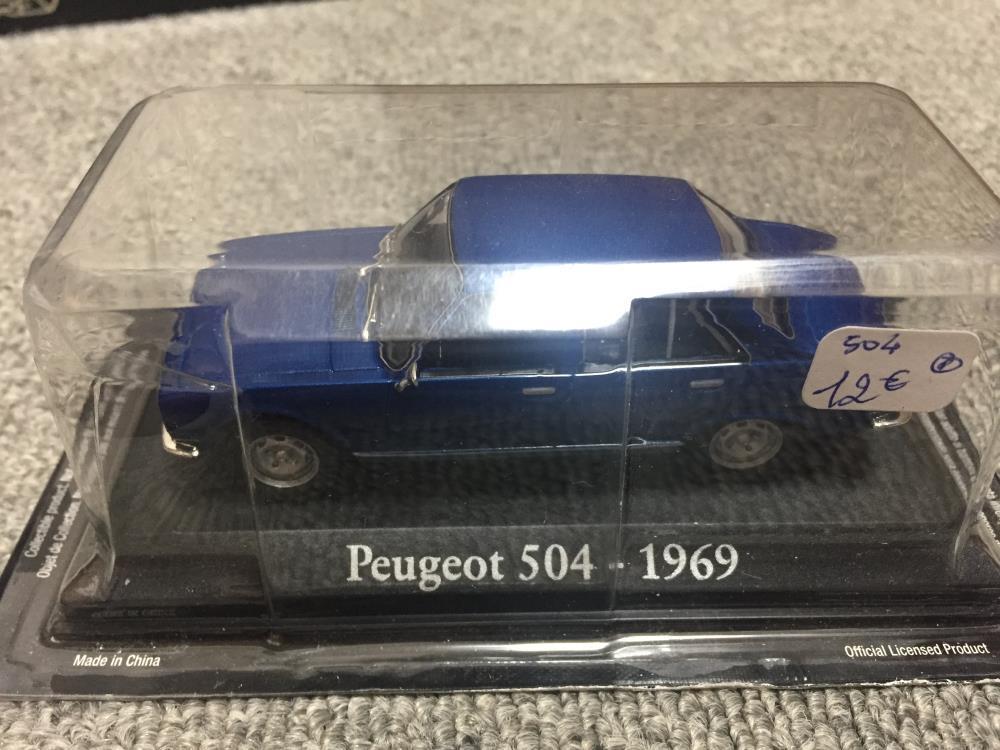 504
12€
Peugeot 504 - 1969
Made in China
Official Licensed Product